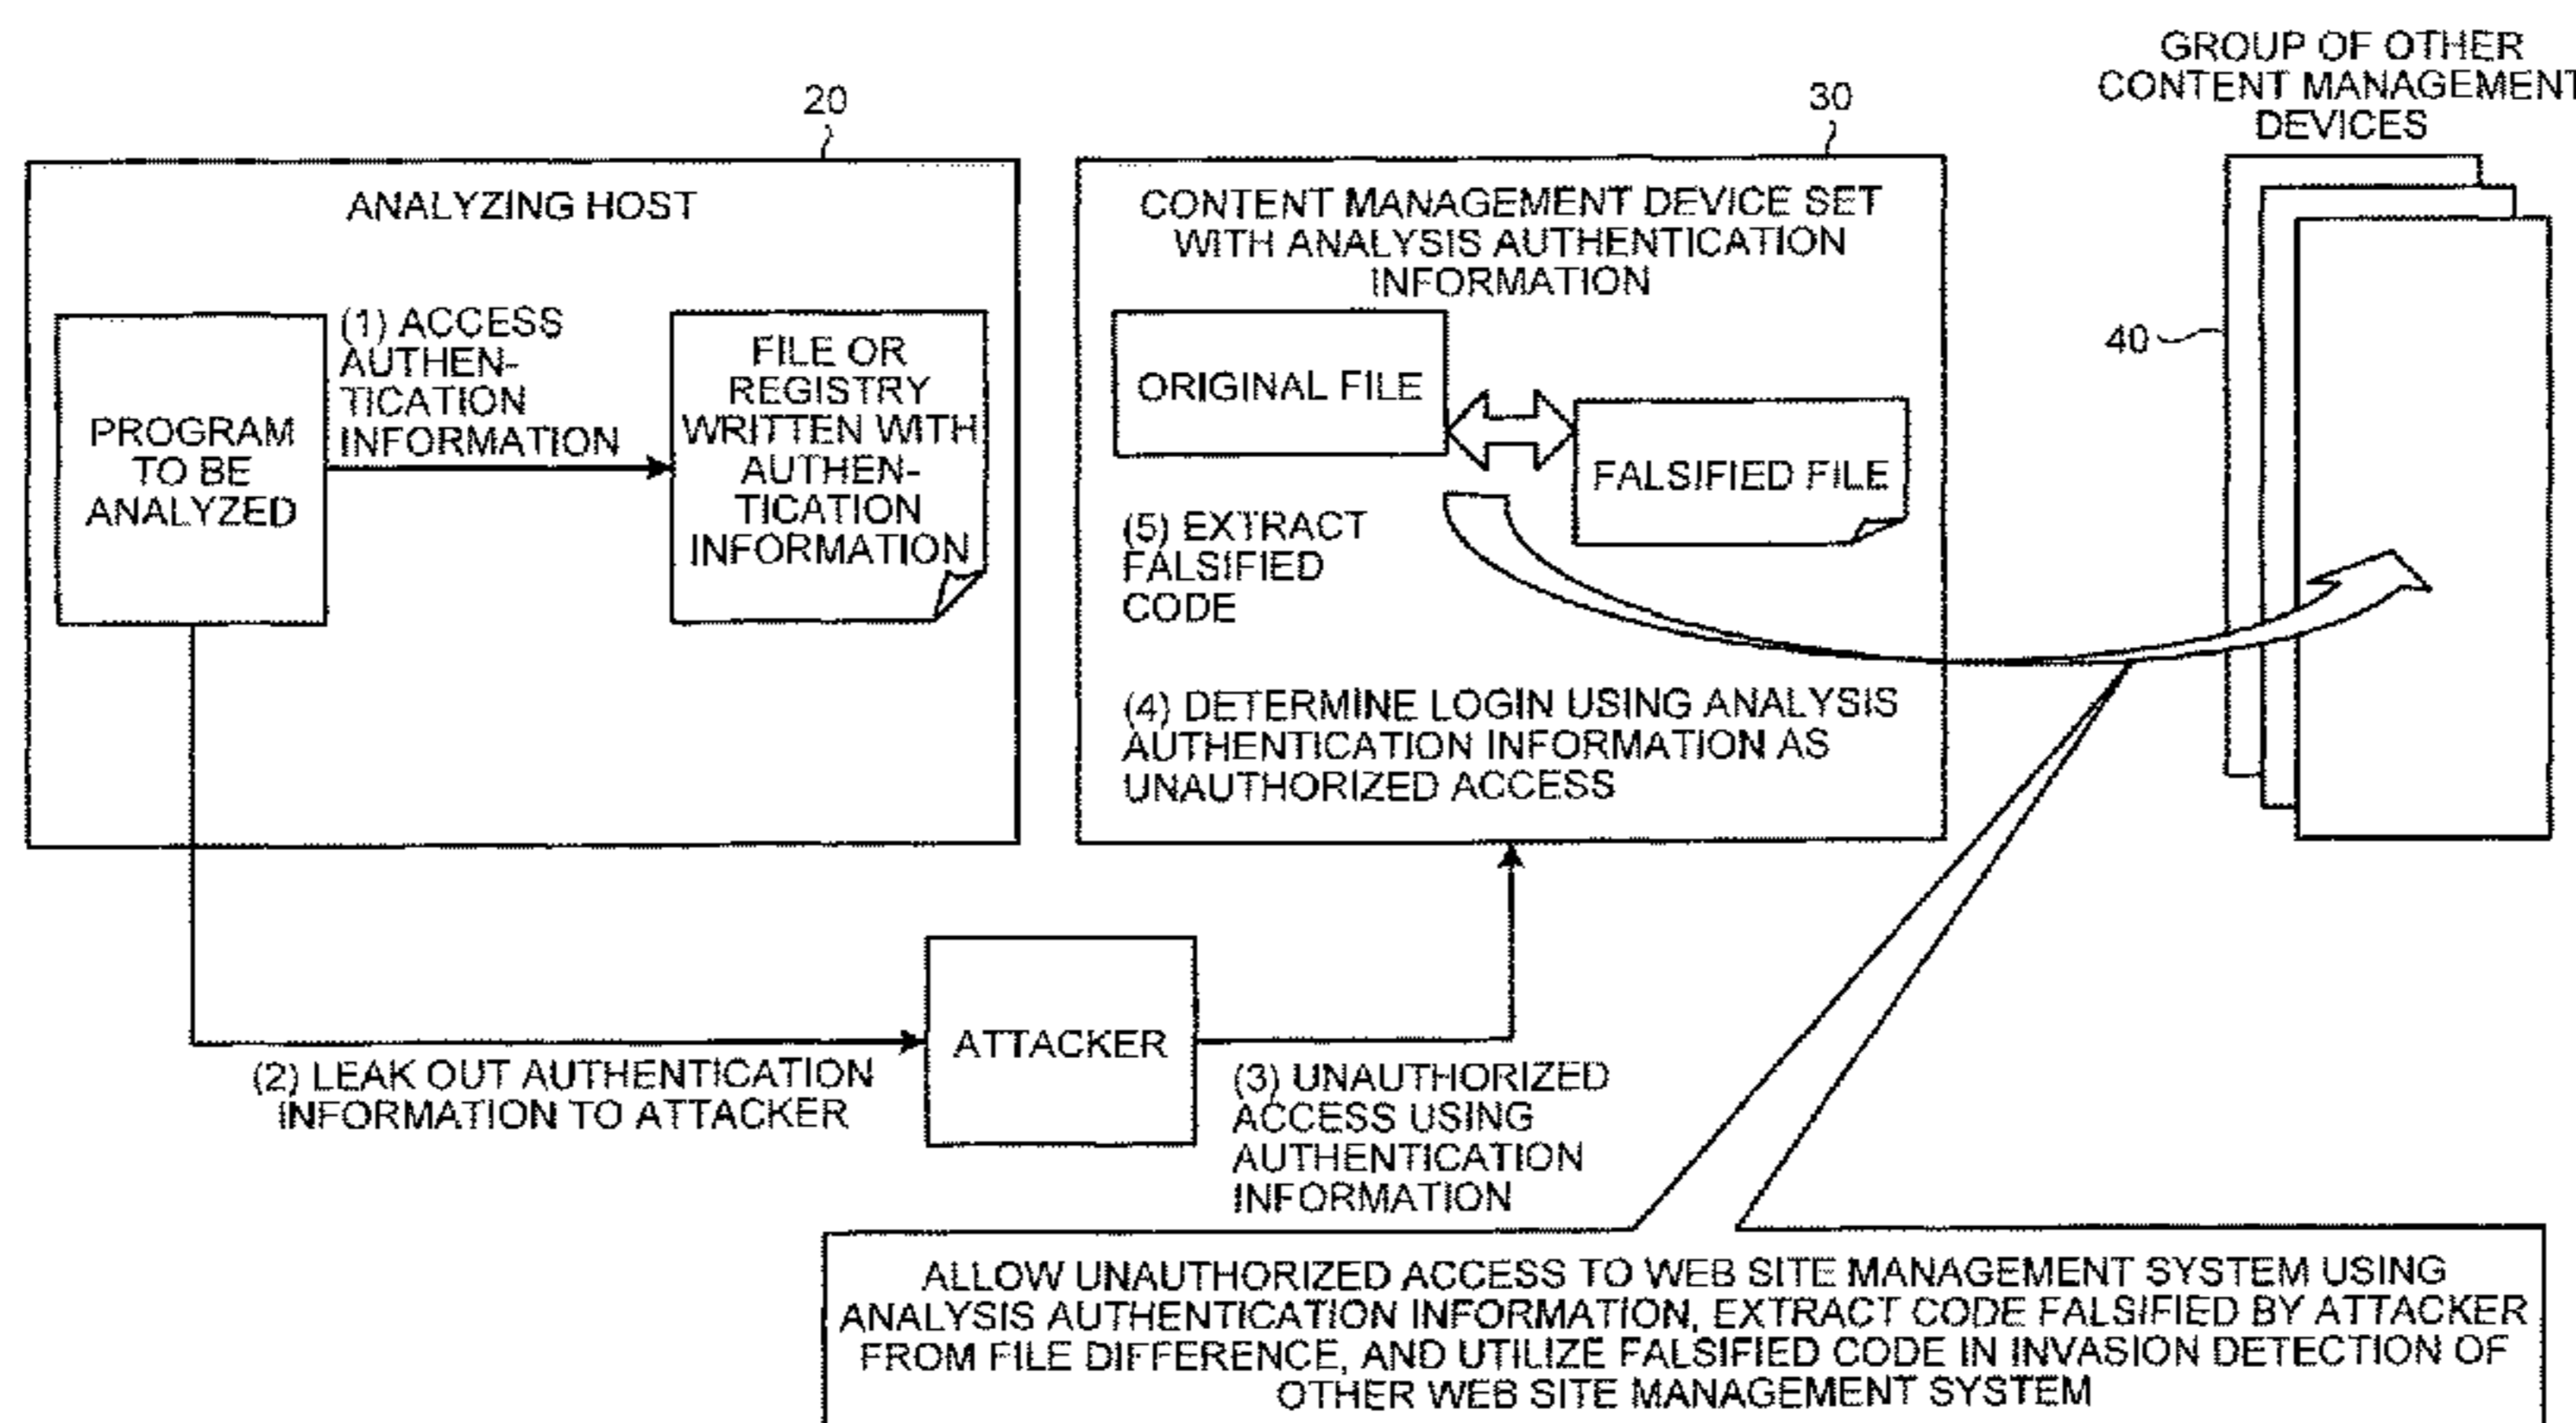 20
ANALYZING HOST
PROGRAM
TO BE
ANALYZED
(1) ACCESS
AUTHEN-
TICATION
INFORMATION
FILE OR
REGISTRY
WRITTEN WITH
AUTHEN-
TICATION
INFORMATION
30
CONTENT MANAGEMENT DEVICE SET
WITH ANALYSIS AUTHENTICATION
INFORMATION
ORIGINAL FILE
FALSIFIED FILE
(5) EXTRACT
FALSIFIED
CODE
(4) DETERMINE LOGIN USING ANALYSIS
AUTHENTICATION INFORMATION AS
UNAUTHORIZED ACCESS
GROUP OF OTHER
CONTENT MANAGEMENT
DEVICES
40
(2) LEAK OUT AUTHENTICATION
INFORMATION TO ATTACKER
ATTACKER
(3) UNAUTHORIZED
ACCESS USING
AUTHENTICATION
INFORMATION
ALLOW UNAUTHORIZED ACCESS TO WEB SITE MANAGEMENT SYSTEM USING
ANALYSIS AUTHENTICATION INFORMATION, EXTRACT CODE FALSIFIED BY ATTACKER
FROM FILE DIFFERENCE, AND UTILIZE FALSIFIED CODE IN INVASION DETECTION OF
OTHER WEB SITE MANAGEMENT SYSTEM